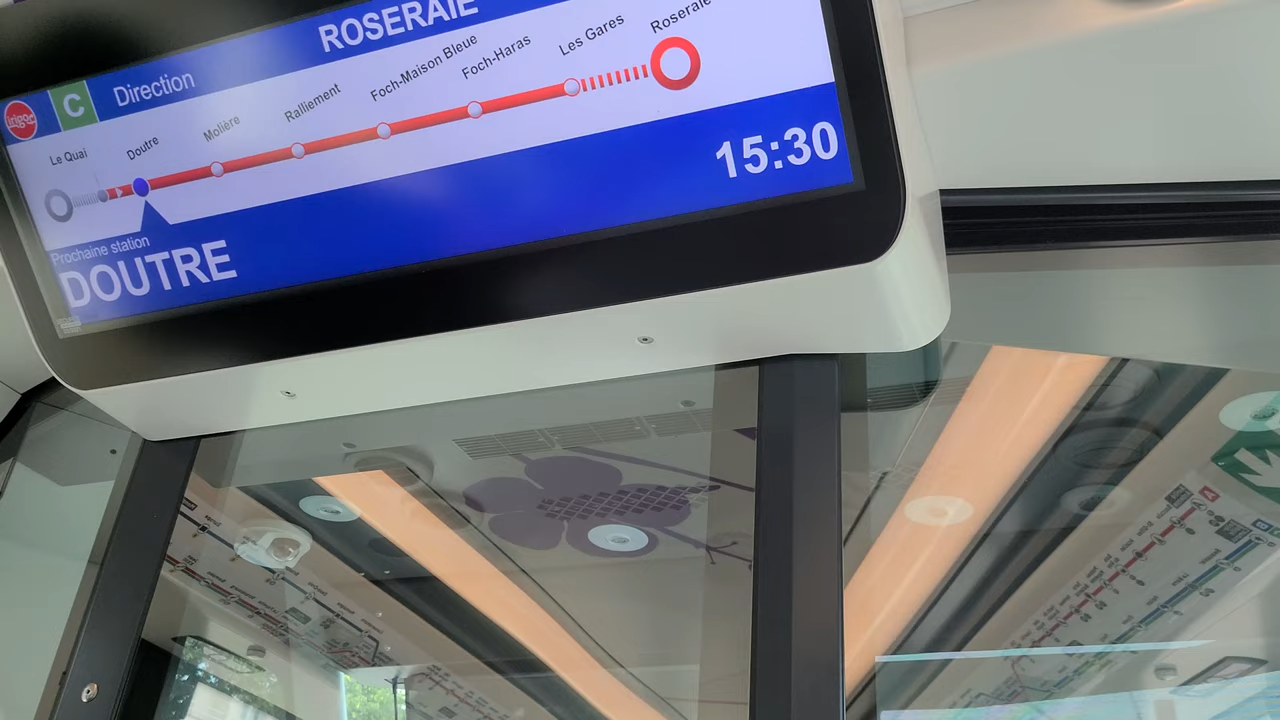 irigo
C
Direction
ROSERAIE
Le Quai
Doutre
Molière
Ralliement
Foch-Maison Bleue
Foch-Haras
Les Gares
Roseraie
Prochaine station
DOUTRE
15:30